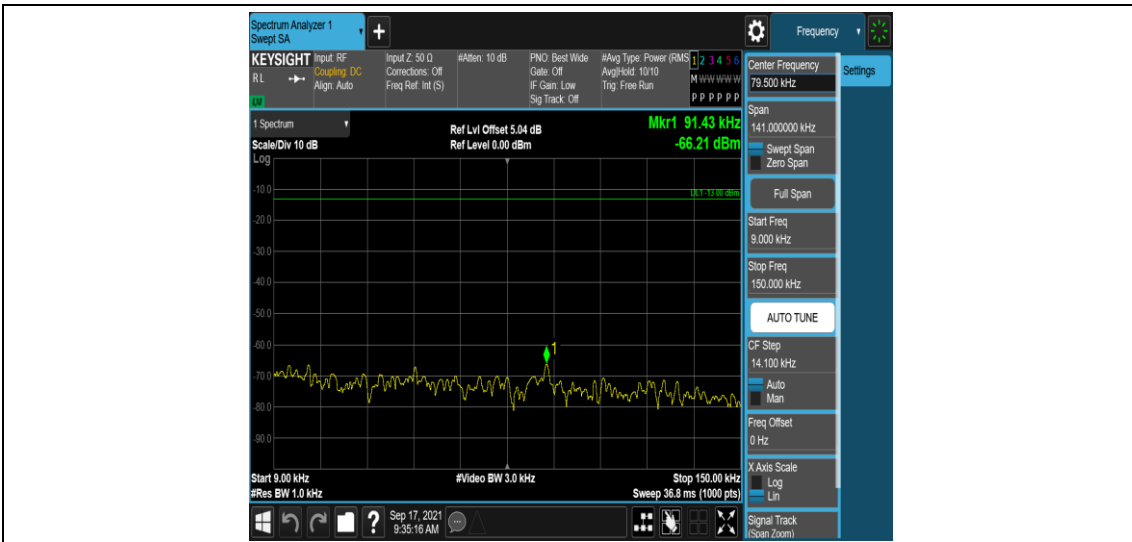 Spectrum Analyzer 1
Swept SA
+
Frequency
KEYSIGHT
RL
LXI
Input: RF
Coupling: DC
Align: Auto
Input Z: 50 Ω
Corrections: Off
Freq Ref: Int (S)
#Atten: 10 dB
PNO: Best Wide
Gate: Off
IF Gain: Low
Sig Track: Off
#Avg Type: Power (RMS
Avg|Hold: 10/10
Trig: Free Run
1 2 3 4 5 6
M W W W W W
P P P P P P
Center Frequency
79.500 kHz
Settings
Span
141.000000 kHz
Swept Span
Zero Span
Full Span
Start Freq
9.000 kHz
Stop Freq
150.000 kHz
AUTO TUNE
CF Step
14.100 kHz
Auto
Man
Freq Offset
0 Hz
X Axis Scale
Log
Lin
Signal Track
(Span Zoom)
1 Spectrum
Scale/Div 10 dB
Log
Ref Lvl Offset 5.04 dB
Ref Level 0.00 dBm
Mkr1 91.43 kHz
-66.21 dBm
DL1 -13.00 dBm
-10.0
-20.0
-30.0
-40.0
-50.0
-60.0
-70.0
-80.0
-90.0
1
Start 9.00 kHz
#Res BW 1.0 kHz
#Video BW 3.0 kHz
Stop 150.00 kHz
Sweep 36.8 ms (1000 pts)
?
Sep 17, 2021
9:35:16 AM